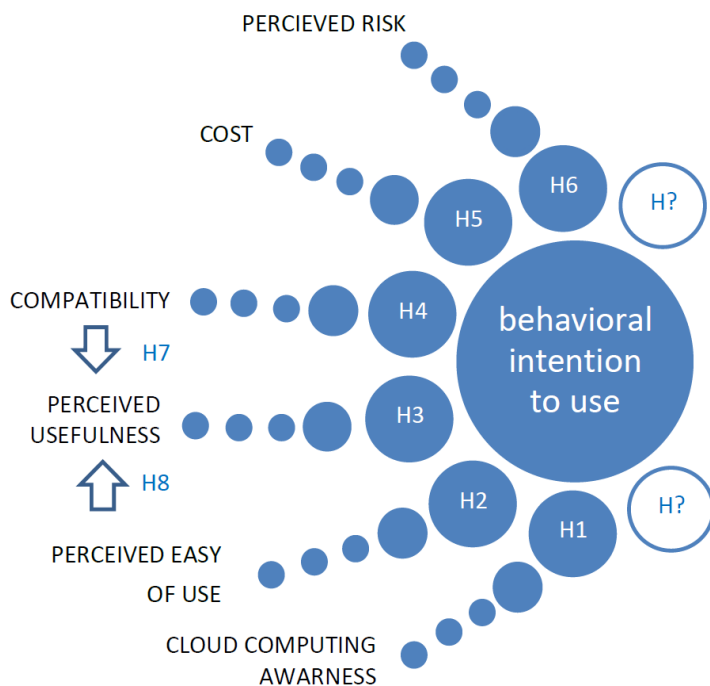 PERCIEVED RISK
COST
H6
H?
H5
COMPATIBILITY
H4
behavioral
intention
to use
H7
PERCEIVED
USEFULNESS
H3
H8
H2
H?
H1
PERCEIVED EASY
OF USE
CLOUD COMPUTING
AWARNESS